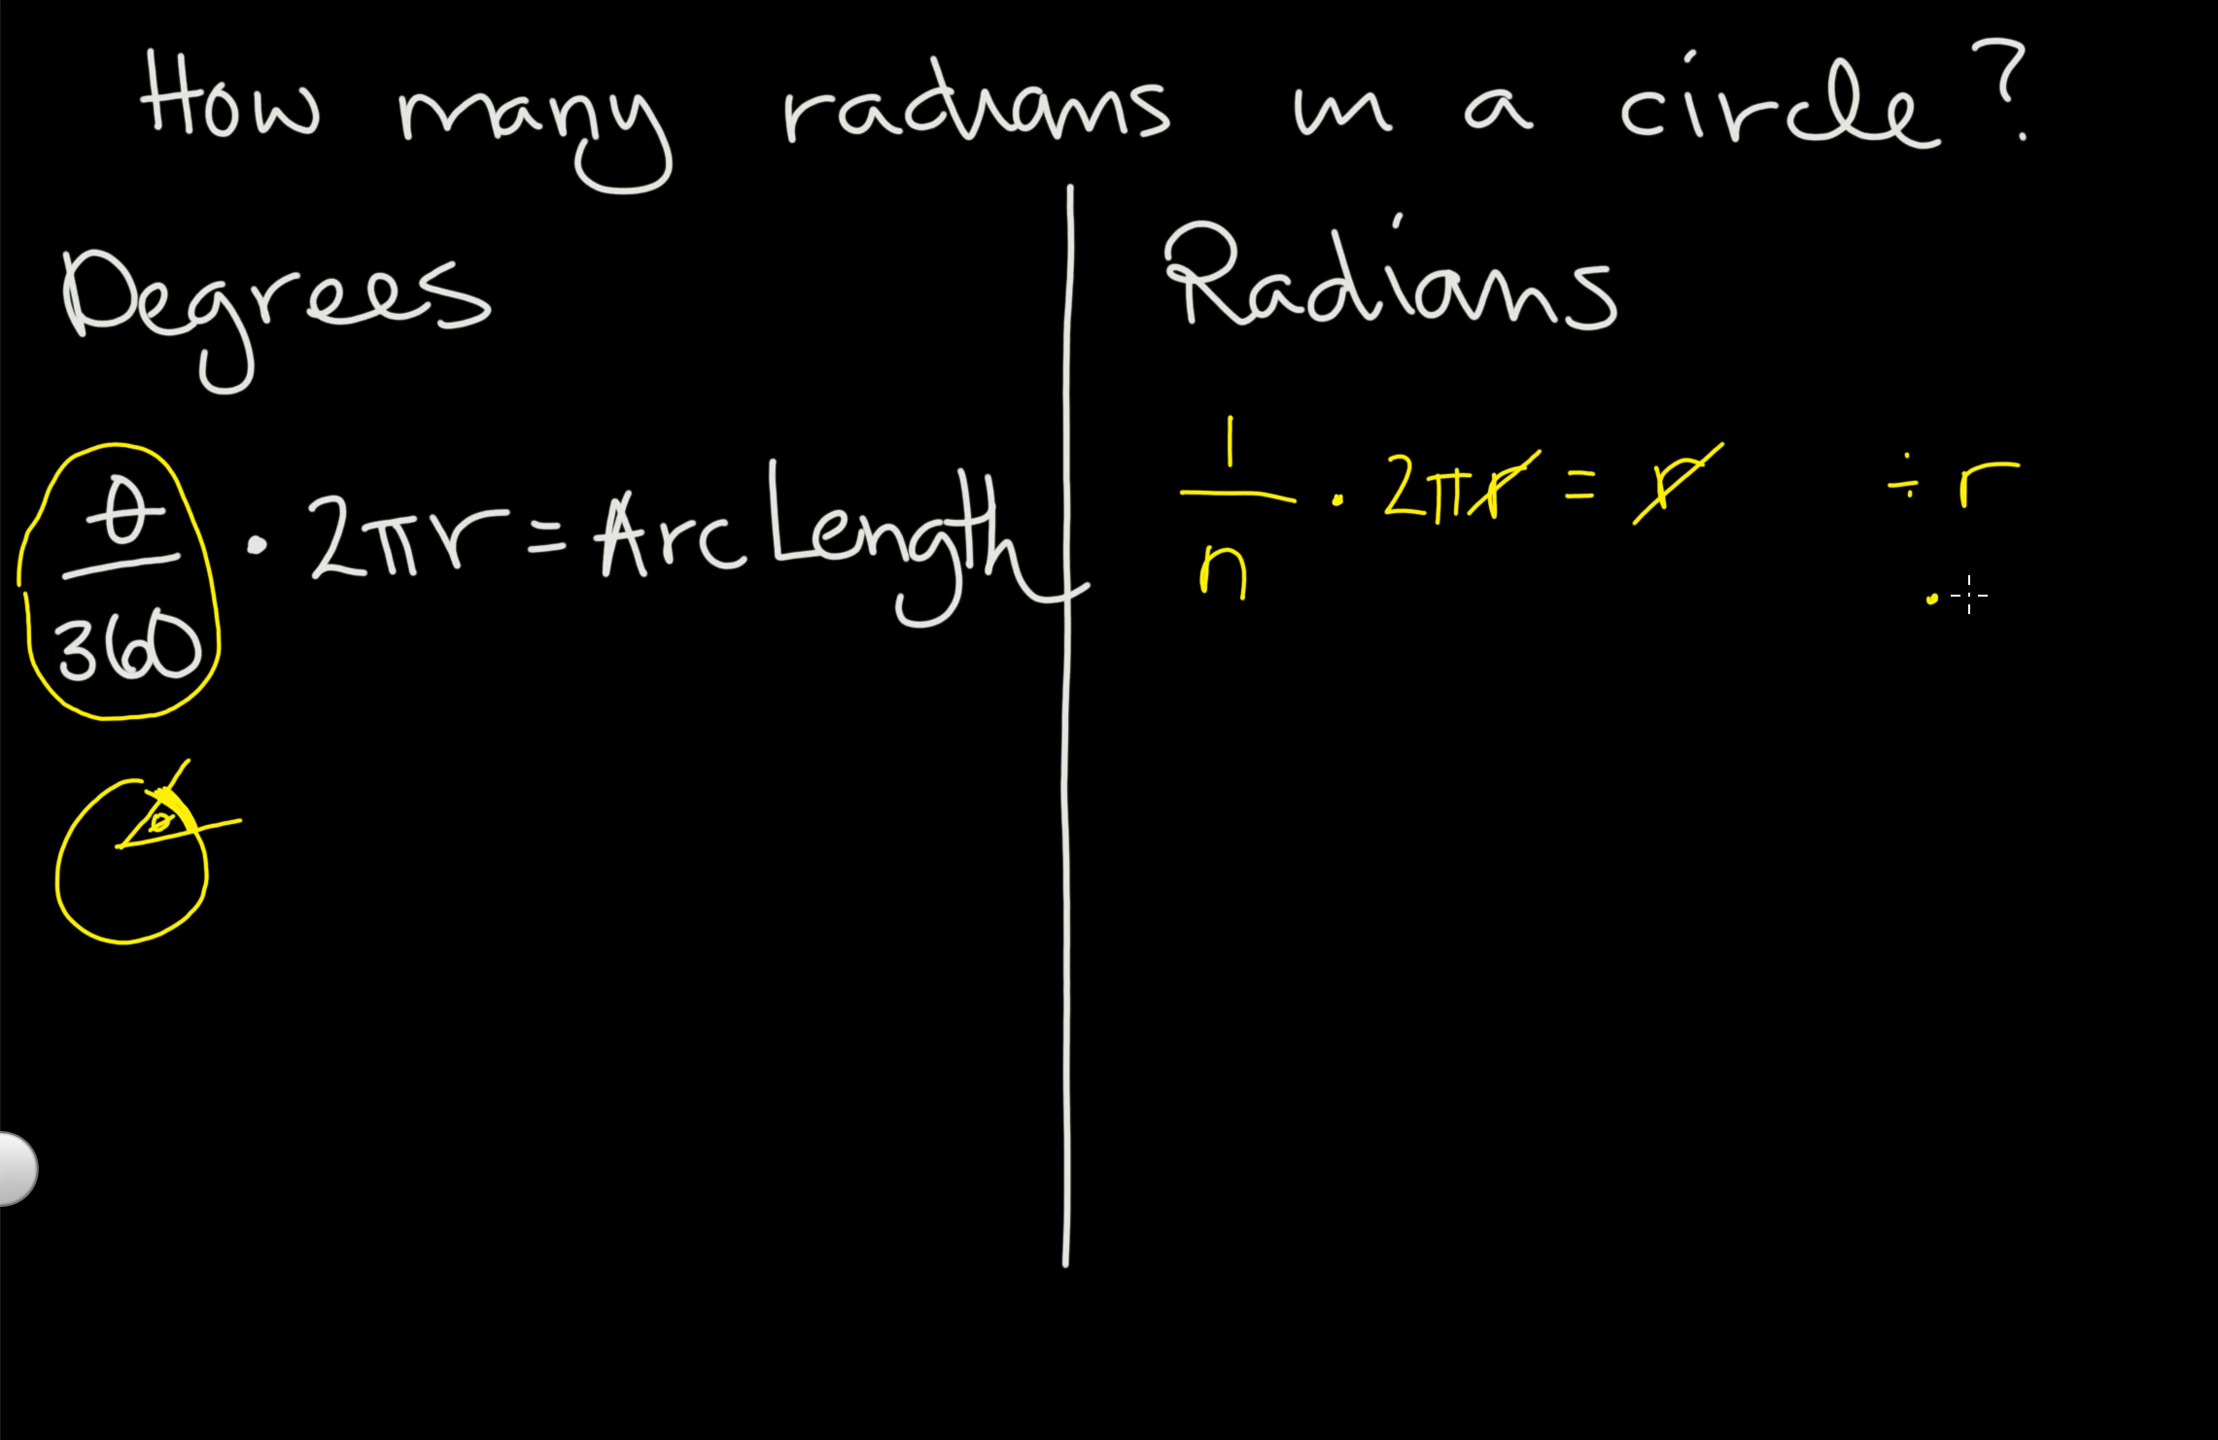 How many radians in a circle?
Degrees
θ/360 · 2πr = Arc Length
θ
Radians
1/n · 2πr = r ÷ r
·